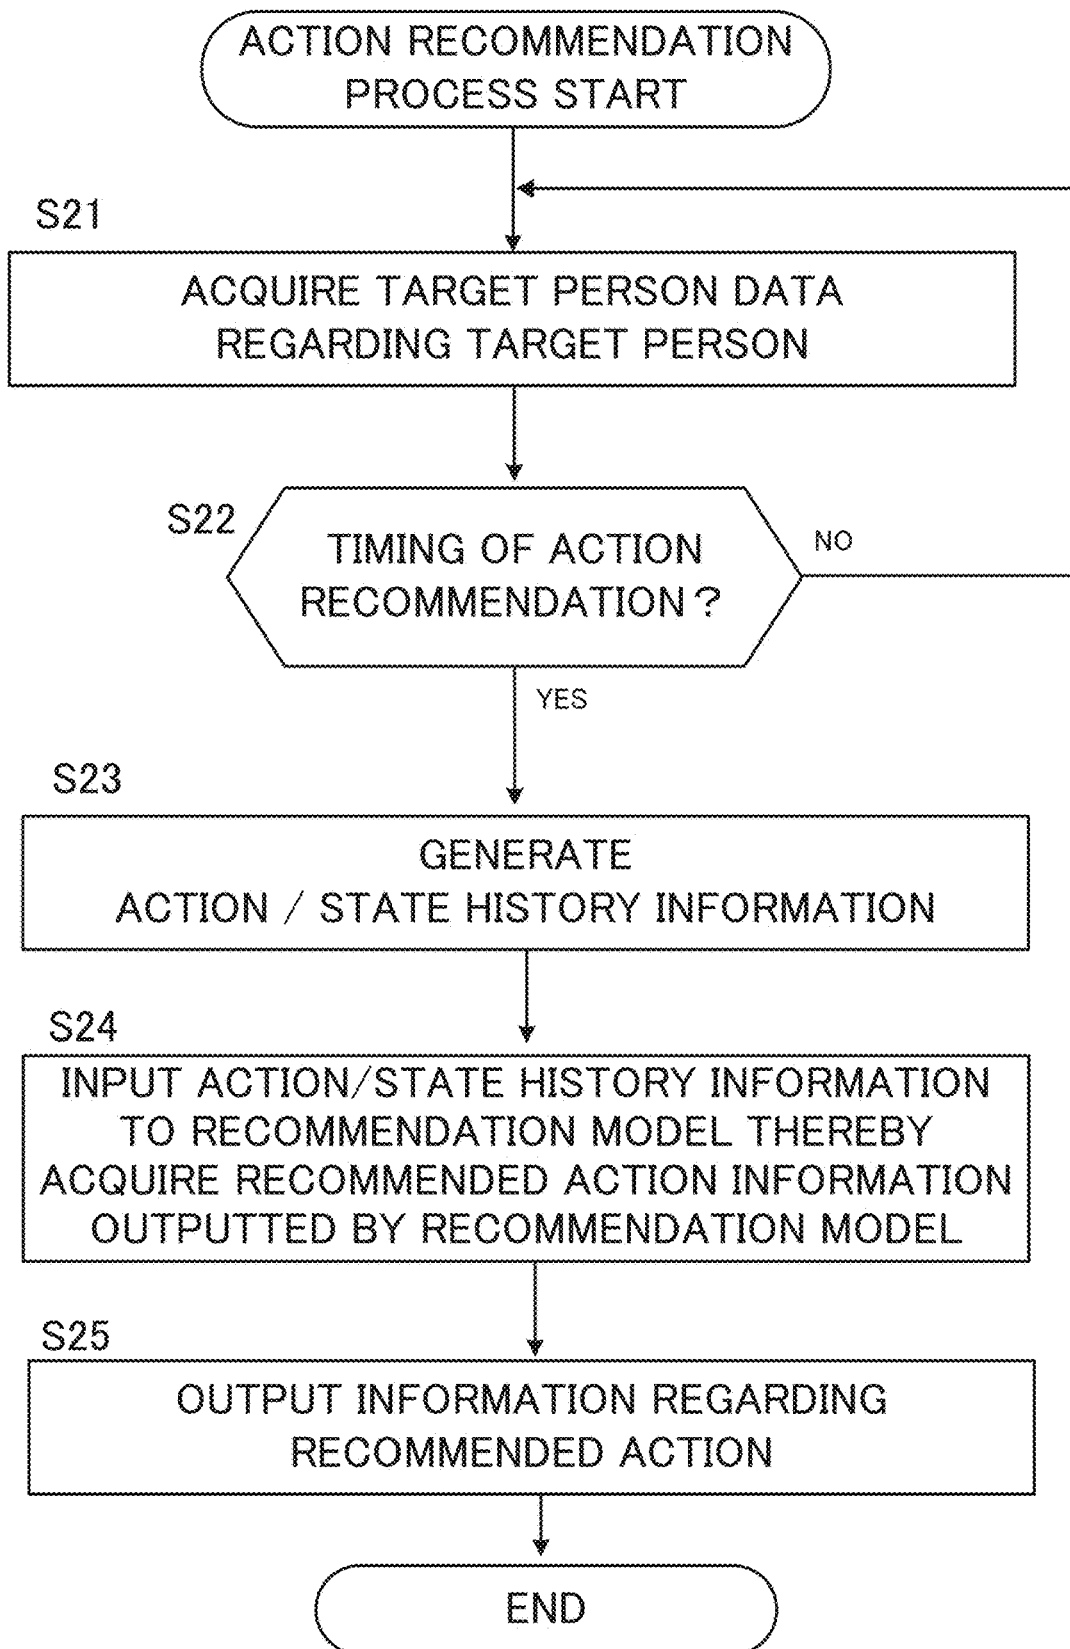 ACTION RECOMMENDATION
PROCESS START
S21
ACQUIRE TARGET PERSON DATA
REGARDING TARGET PERSON
S22
TIMING OF ACTION
RECOMMENDATION?
NO
YES
S23
GENERATE
ACTION / STATE HISTORY INFORMATION
S24
INPUT ACTION/STATE HISTORY INFORMATION
TO RECOMMENDATION MODEL THEREBY
ACQUIRE RECOMMENDED ACTION INFORMATION
OUTPUTTED BY RECOMMENDATION MODEL
S25
OUTPUT INFORMATION REGARDING
RECOMMENDED ACTION
END